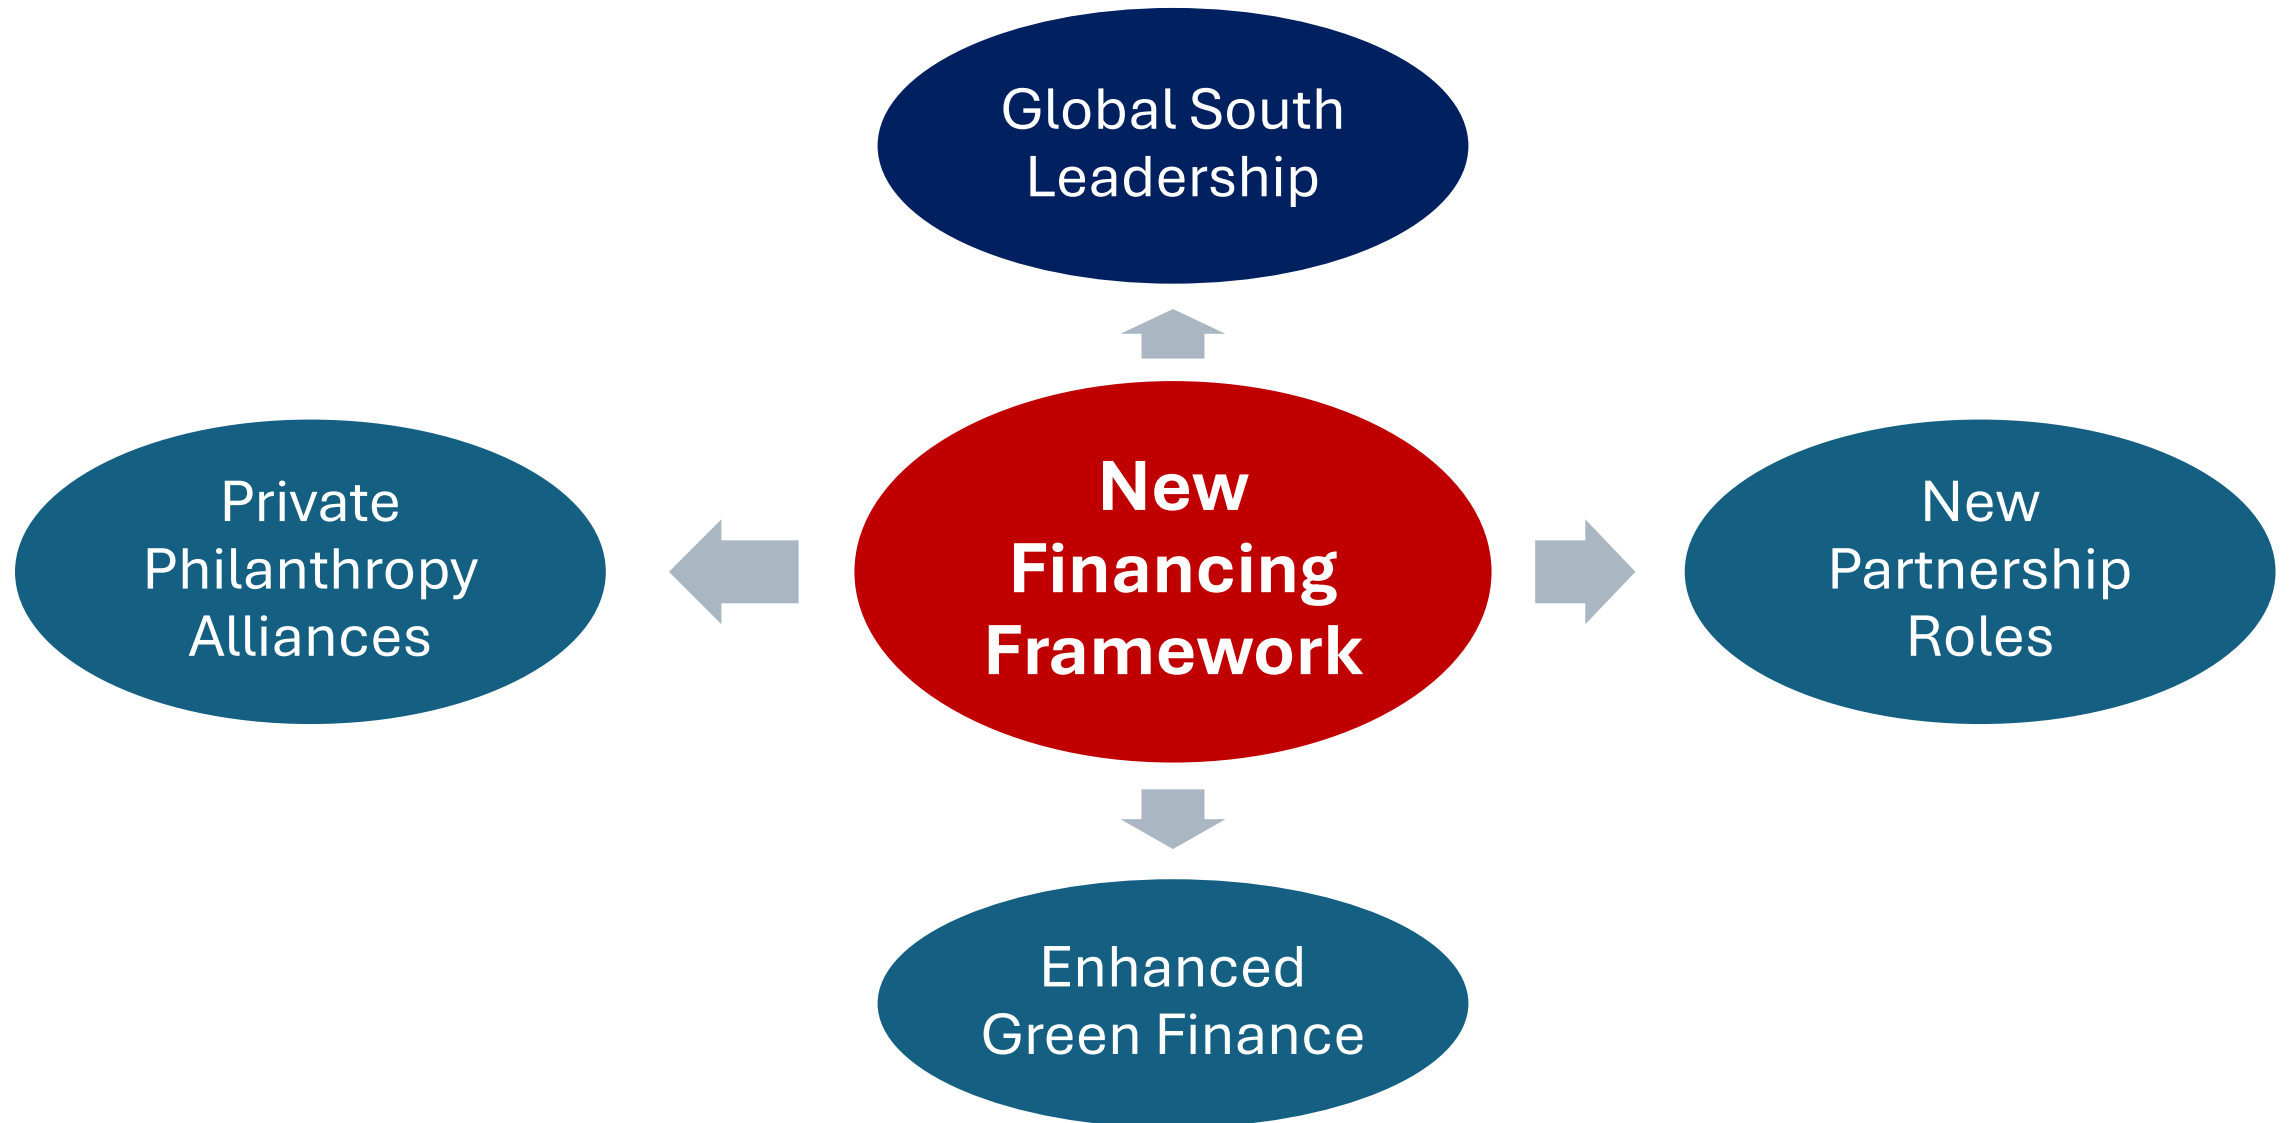 Global South
Leadership
Private
Philanthropy
Alliances
New
Financing
Framework
New
Partnership
Roles
Enhanced
Green Finance